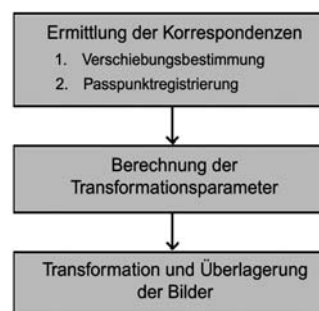 Ermittlung der Korrespondenzen
1. Verschiebungsbestimmung
2. Passpunktregistrierung
Berechnung der
Transformationsparameter
Transformation und Überlagerung
der Bilder